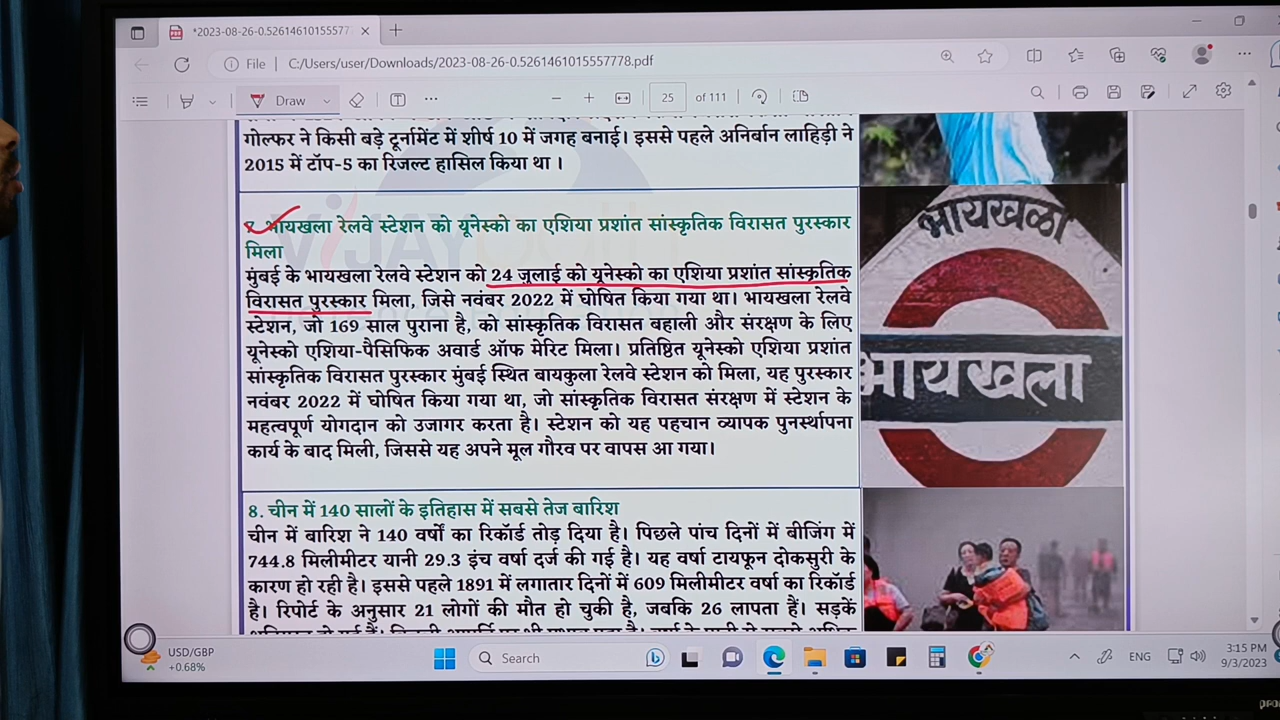 *2023-08-26-0.52614610155577
File
C:/Users/user/Downloads/2023-08-26-0.5261461015557778.pdf
Draw
25 of 111
गोल्फर ने किसी बड़े टूर्नामेंट में शीर्ष 10 में जगह बनाई। इससे पहले अनिर्बान लाहिड़ी ने
2015 में टॉप-5 का रिजल्ट हासिल किया था ।
भायखला रेलवे स्टेशन को यूनेस्को का एशिया प्रशांत सांस्कृतिक विरासत पुरस्कार
मिला
मुंबई के भायखला रेलवे स्टेशन को 24 जुलाई को यूनेस्को का एशिया प्रशांत सांस्कृतिक
विरासत पुरस्कार मिला, जिसे नवंबर 2022 में घोषित किया गया था। भायखला रेलवे
स्टेशन, जो 169 साल पुराना है, को सांस्कृतिक विरासत बहाली और संरक्षण के लिए
यूनेस्को एशिया-पैसिफिक अवार्ड ऑफ मेरिट मिला। प्रतिष्ठित यूनेस्को एशिया प्रशांत
सांस्कृतिक विरासत पुरस्कार मुंबई स्थित बायकुला रेलवे स्टेशन को मिला, यह पुरस्कार
नवंबर 2022 में घोषित किया गया था, जो सांस्कृतिक विरासत संरक्षण में स्टेशन के
महत्वपूर्ण योगदान को उजागर करता है। स्टेशन को यह पहचान व्यापक पुनर्स्थापना
कार्य के बाद मिली, जिससे यह अपने मूल गौरव पर वापस आ गया।
भायखळा
भायखला
8. चीन में 140 सालों के इतिहास में सबसे तेज बारिश
चीन में बारिश ने 140 वर्षों का रिकॉर्ड तोड़ दिया है। पिछले पांच दिनों में बीजिंग में
744.8 मिलीमीटर यानी 29.3 इंच वर्षा दर्ज की गई है। यह वर्षा टायफून दोकसुरी के
कारण हो रही है। इससे पहले 1891 में लगातार दिनों में 609 मिलीमीटर वर्षा का रिकॉर्ड
है। रिपोर्ट के अनुसार 21 लोगों की मौत हो चुकी है, जबकि 26 लापता हैं। सड़कें
USD/GBP
+0.68%
Search
ENG
3:15 PM
9/3/2023